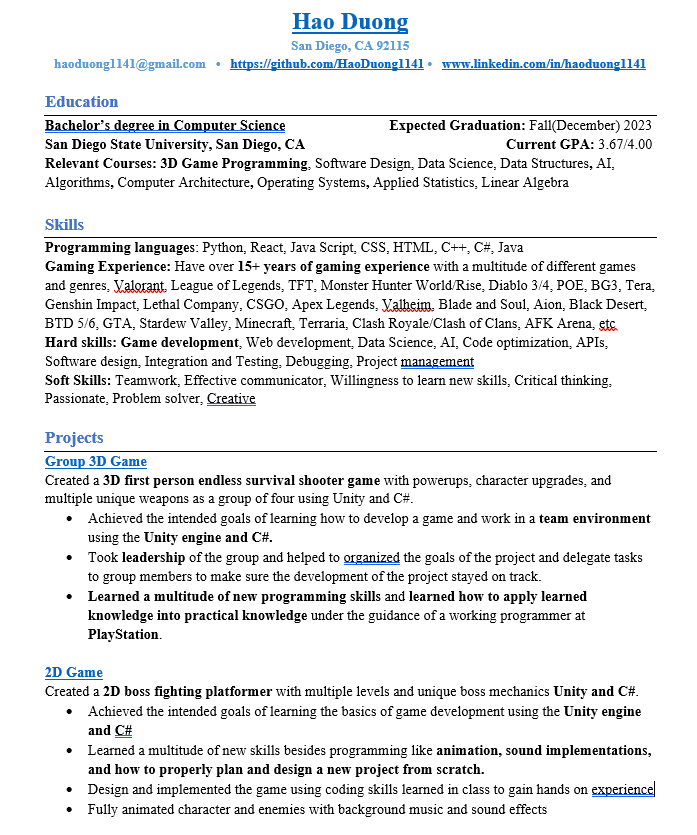 Hao Duong
San Diego, CA 92115
haoduong1141@gmail.com • https://github.com/HaoDuong1141 • www.linkedin.com/in/haoduong1141
Education
Bachelor's degree in Computer Science Expected Graduation: Fall(December) 2023
San Diego State University, San Diego, CA Current GPA: 3.67/4.00
Relevant Courses: 3D Game Programming, Software Design, Data Science, Data Structures, AI,
Algorithms, Computer Architecture, Operating Systems, Applied Statistics, Linear Algebra
Skills
Programming languages: Python, React, Java Script, CSS, HTML, C++, C#, Java
Gaming Experience: Have over 15+ years of gaming experience with a multitude of different games
and genres, Valorant, League of Legends, TFT, Monster Hunter World/Rise, Diablo 3/4, POE, BG3, Tera,
Genshin Impact, Lethal Company, CSGO, Apex Legends, Valheim, Blade and Soul, Aion, Black Desert,
BTD 5/6, GTA, Stardew Valley, Minecraft, Terraria, Clash Royale/Clash of Clans, AFK Arena, etc
Hard skills: Game development, Web development, Data Science, AI, Code optimization, APIs,
Software design, Integration and Testing, Debugging, Project management
Soft Skills: Teamwork, Effective communicator, Willingness to learn new skills, Critical thinking,
Passionate, Problem solver, Creative
Projects
Group 3D Game
Created a 3D first person endless survival shooter game with powerups, character upgrades, and
multiple unique weapons as a group of four using Unity and C#.
• Achieved the intended goals of learning how to develop a game and work in a team environment
using the Unity engine and C#.
• Took leadership of the group and helped to organized the goals of the project and delegate tasks
to group members to make sure the development of the project stayed on track.
• Learned a multitude of new programming skills and learned how to apply learned
knowledge into practical knowledge under the guidance of a working programmer at
PlayStation.
2D Game
Created a 2D boss fighting platformer with multiple levels and unique boss mechanics Unity and C#.
• Achieved the intended goals of learning the basics of game development using the Unity engine
and C#
• Learned a multitude of new skills besides programming like animation, sound implementations,
and how to properly plan and design a new project from scratch.
• Design and implemented the game using coding skills learned in class to gain hands on experience
• Fully animated character and enemies with background music and sound effects